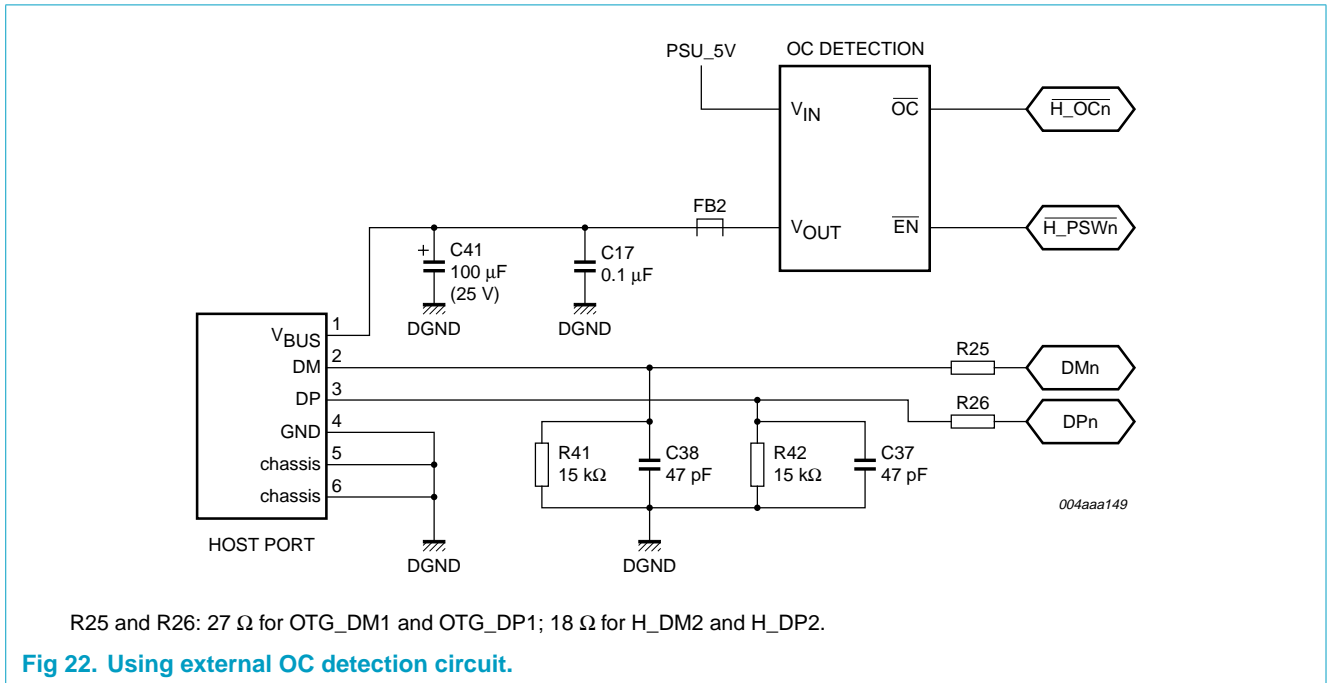 PSU_5V
OC DETECTION
VIN
OC
H_OCn
FB2
VOUT
EN
H_PSWn
+
C41
100 μF
(25 V)
C17
0.1 μF
DGND
DGND
VBUS
1
DM
2
DP
3
GND
4
chassis
5
chassis
6
R25
DMn
R26
DPn
R41
15 kΩ
C38
47 pF
R42
15 kΩ
C37
47 pF
004aaa149
HOST PORT
DGND
DGND
R25 and R26: 27 Ω for OTG_DM1 and OTG_DP1; 18 Ω for H_DM2 and H_DP2.
Fig 22. Using external OC detection circuit.